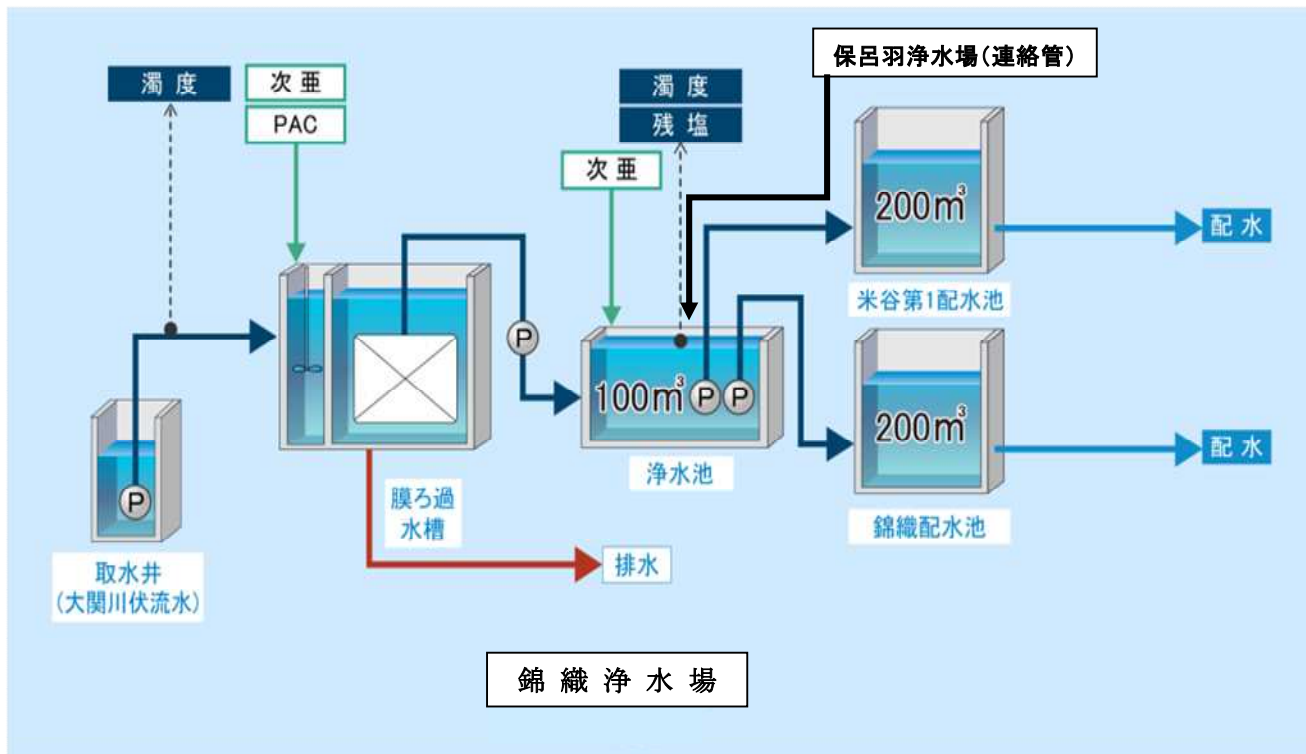 保呂羽浄水場(連絡管)
濁度
次亜
PAC
濁度
残塩
次亜
200m³
配水
米谷第1配水池
P
P
100m³
P
P
浄水池
200m³
配水
錦織配水池
膜ろ過
水槽
排水
取水井
(大関川伏流水)
錦織浄水場